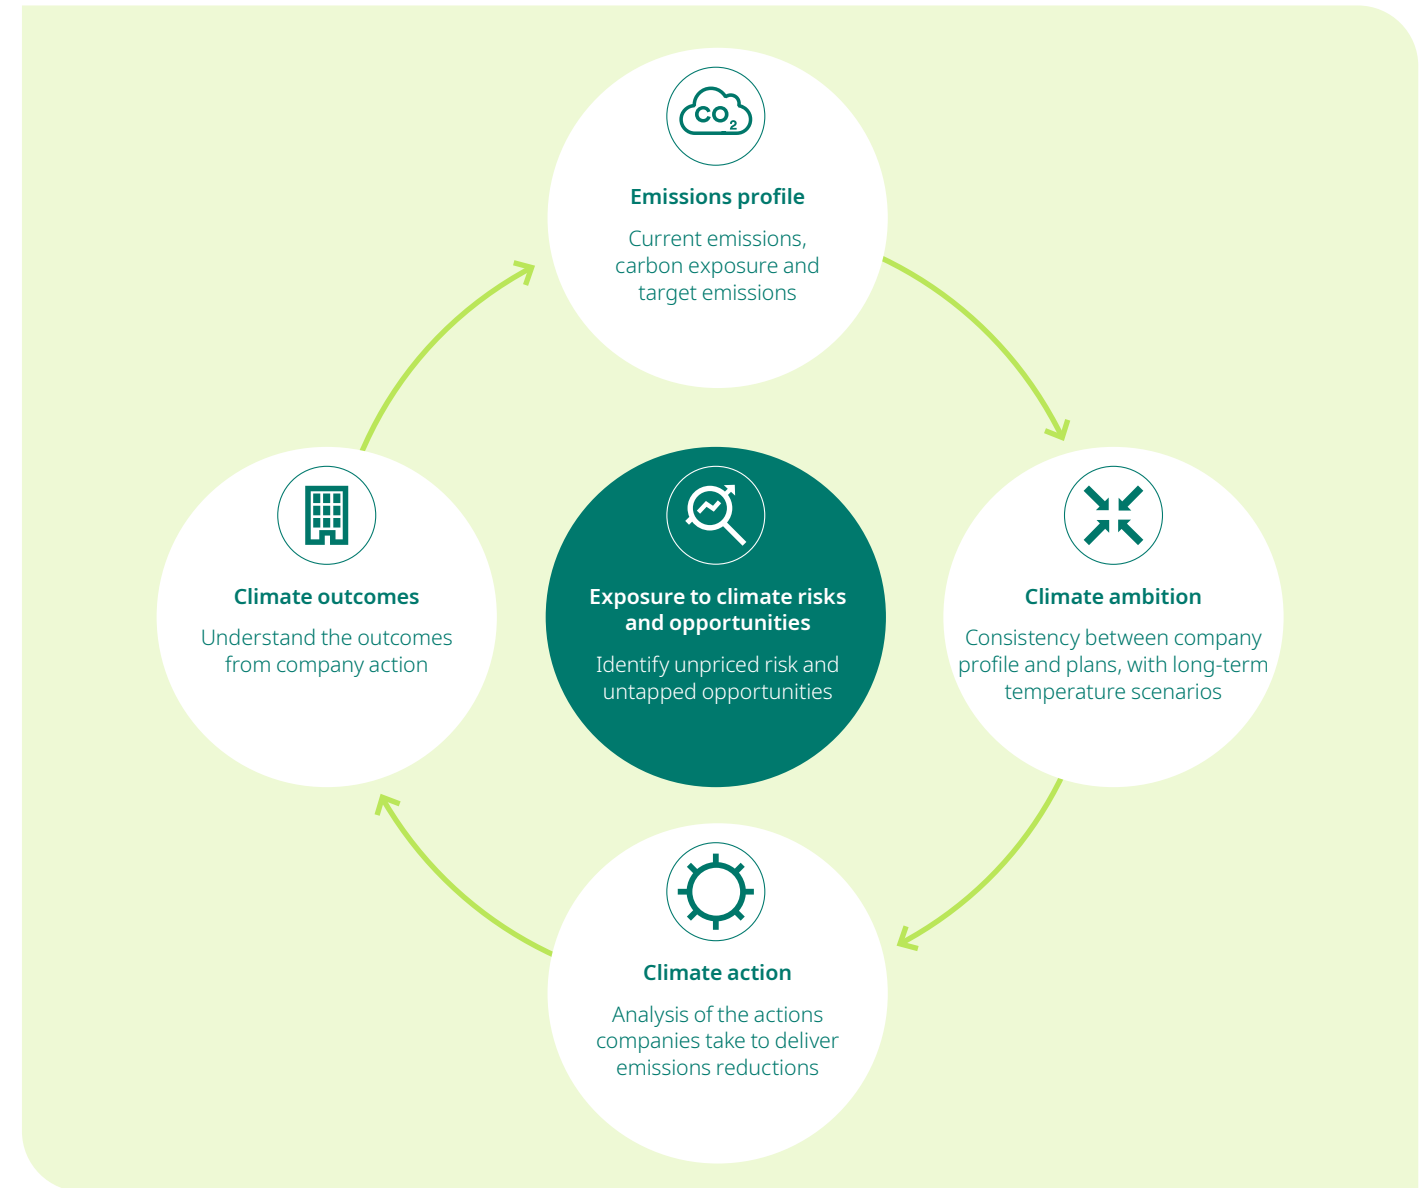 CO2
Emissions profile
Current emissions,
carbon exposure and
target emissions
Climate outcomes
Understand the outcomes
from company action
Exposure to climate risks
and opportunities
Identify unpriced risk and
untapped opportunities
Climate ambition
Consistency between company
profile and plans, with long-term
temperature scenarios
Climate action
Analysis of the actions
companies take to deliver
emissions reductions